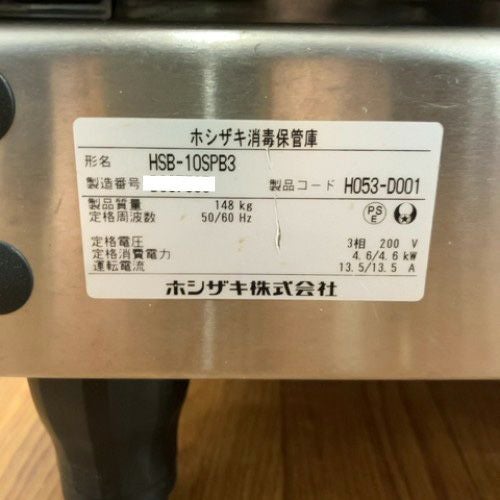 ホシザキ消毒保管庫
形名 HSB-10SPB3
製造番号 製品コード H053-D001
製品質量 148 kg
定格周波数 50/60 Hz
PS
E
定格電圧 3相 200 V
定格消費電力 4.6/4.6 kW
運転電流 13.5/13.5 A
ホシザキ株式会社